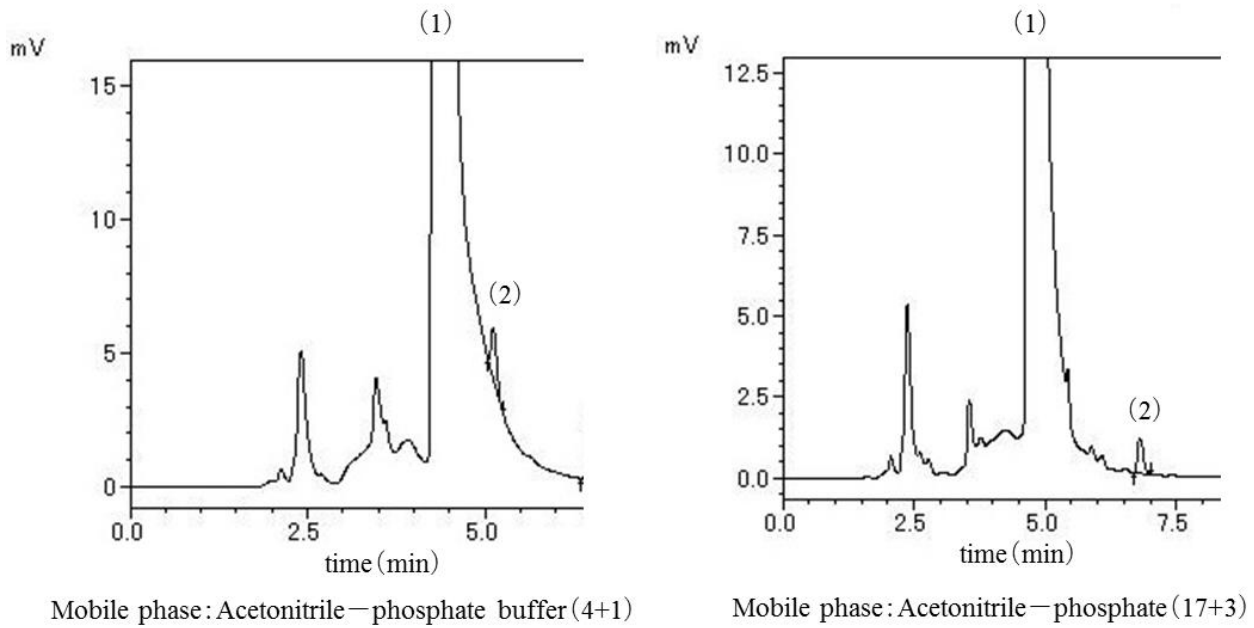 (1)
mV
15
10
5
0
(2)
0.0 2.5 5.0
time(min)
Mobile phase:Acetonitrile—phosphate buffer(4+1)
(1)
mV
12.5
10.0
7.5
5.0
2.5
0.0
(2)
0.0 2.5 5.0 7.5
time(min)
Mobile phase:Acetonitrile—phosphate(17+3)